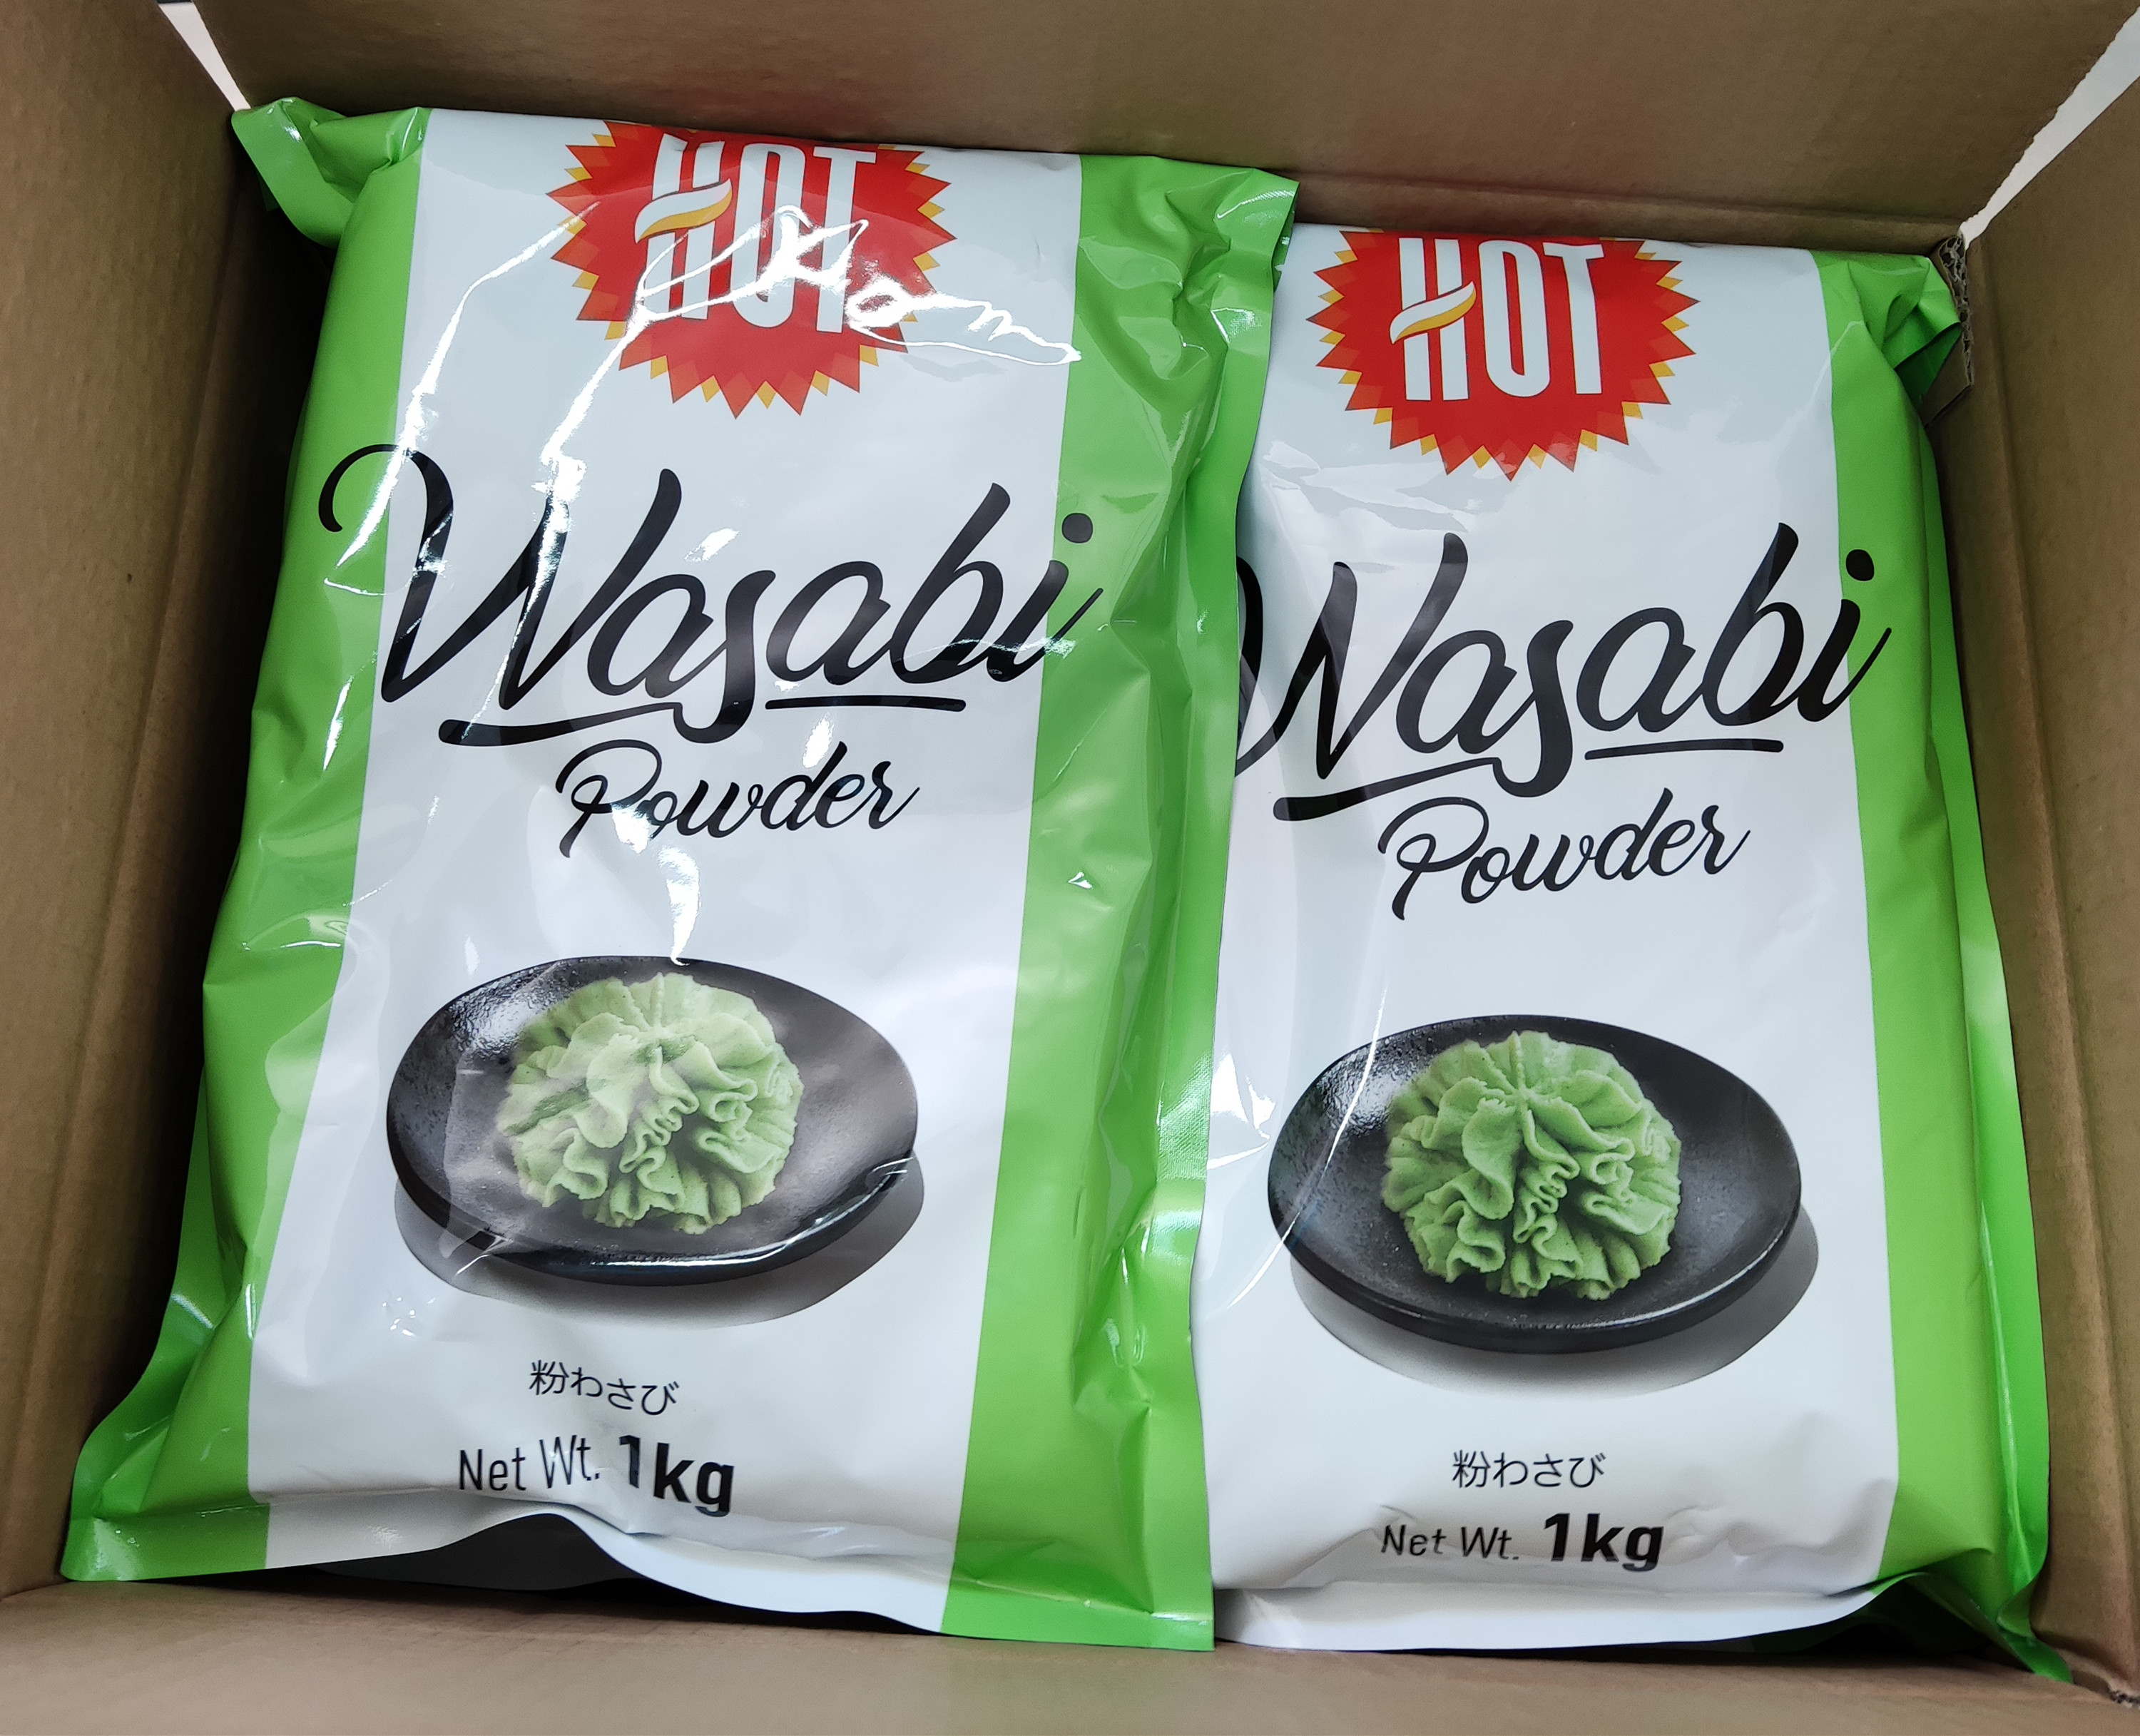 HOT
Wasabi
Powder
粉わさび
Net Wt. 1kg
HOT
Wasabi
Powder
粉わさび
Net Wt. 1kg